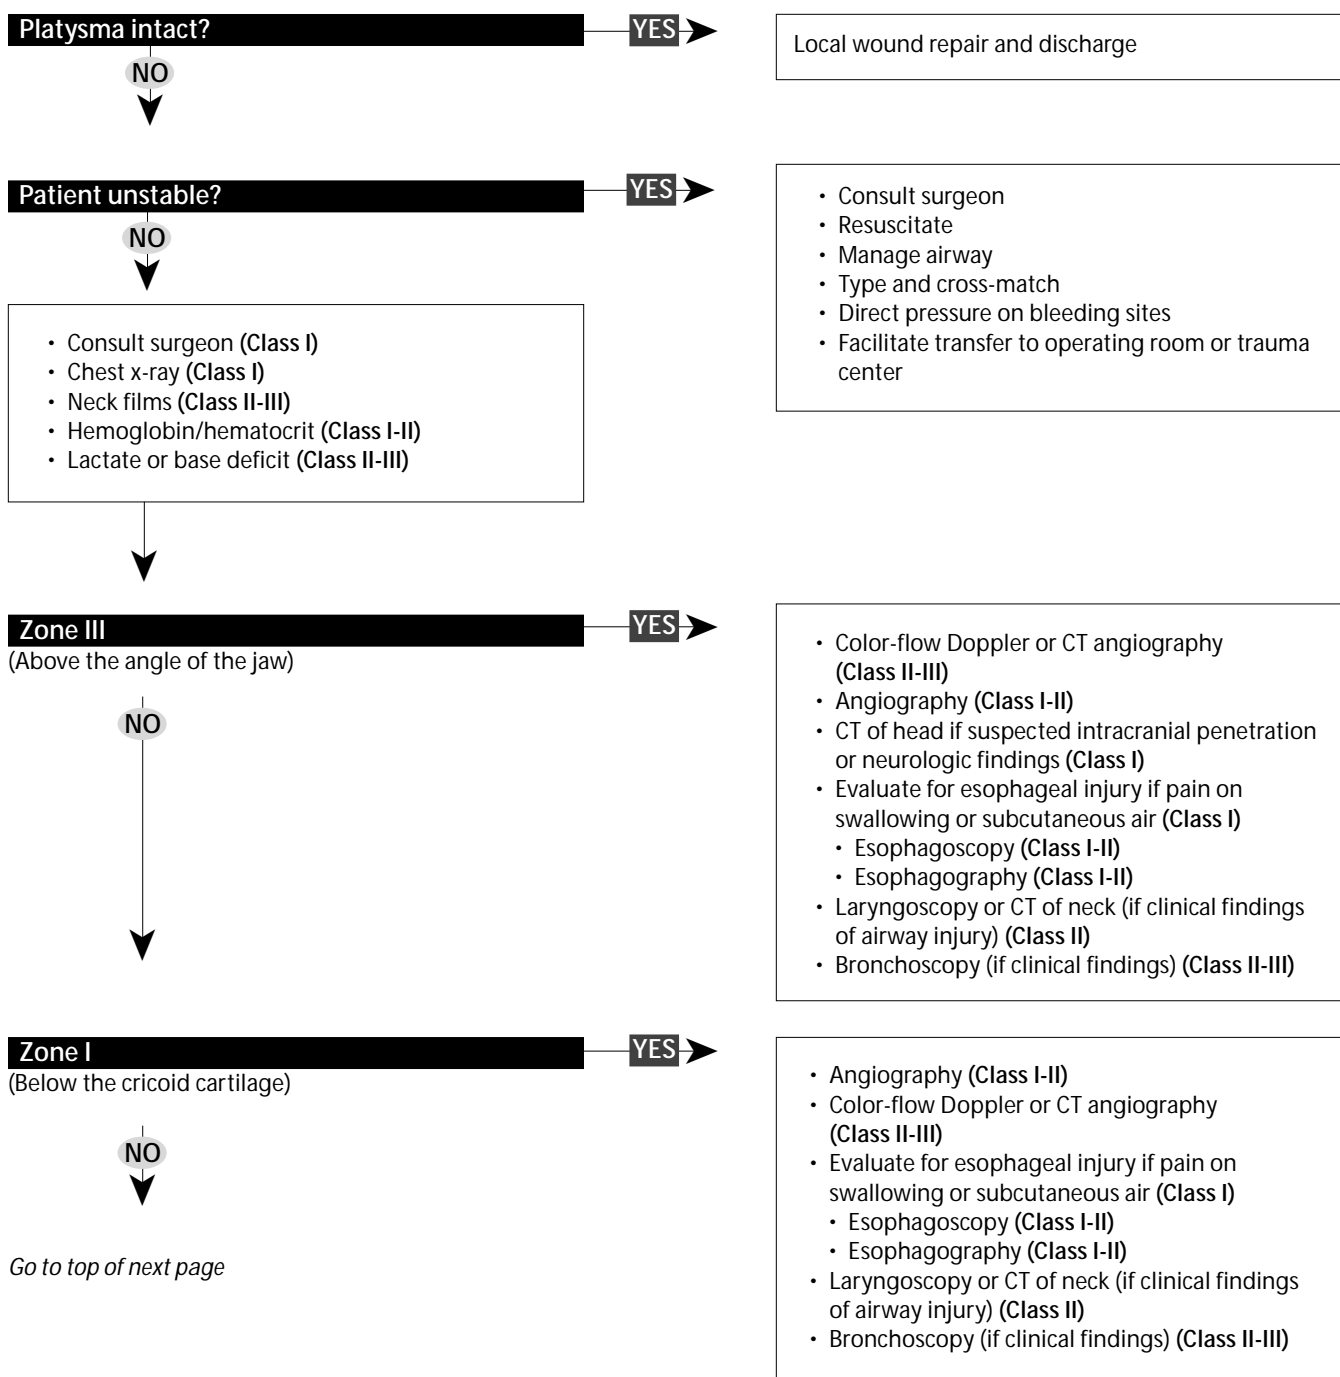 Platysma intact?
YES
Local wound repair and discharge
NO
Patient unstable?
YES
• Consult surgeon
• Resuscitate
• Manage airway
• Type and cross-match
• Direct pressure on bleeding sites
• Facilitate transfer to operating room or trauma
center
NO
• Consult surgeon (Class I)
• Chest x-ray (Class I)
• Neck films (Class II-III)
• Hemoglobin/hematocrit (Class I-II)
• Lactate or base deficit (Class II-III)
Zone III
(Above the angle of the jaw)
YES
• Color-flow Doppler or CT angiography
(Class II-III)
• Angiography (Class I-II)
• CT of head if suspected intracranial penetration
or neurologic findings (Class I)
• Evaluate for esophageal injury if pain on
swallowing or subcutaneous air (Class I)
• Esophagoscopy (Class I-II)
• Esophagography (Class I-II)
• Laryngoscopy or CT of neck (if clinical findings
of airway injury) (Class II)
• Bronchoscopy (if clinical findings) (Class II-III)
NO
Zone I
(Below the cricoid cartilage)
YES
• Angiography (Class I-II)
• Color-flow Doppler or CT angiography
(Class II-III)
• Evaluate for esophageal injury if pain on
swallowing or subcutaneous air (Class I)
• Esophagoscopy (Class I-II)
• Esophagography (Class I-II)
• Laryngoscopy or CT of neck (if clinical findings
of airway injury) (Class II)
• Bronchoscopy (if clinical findings) (Class II-III)
NO
Go to top of next page